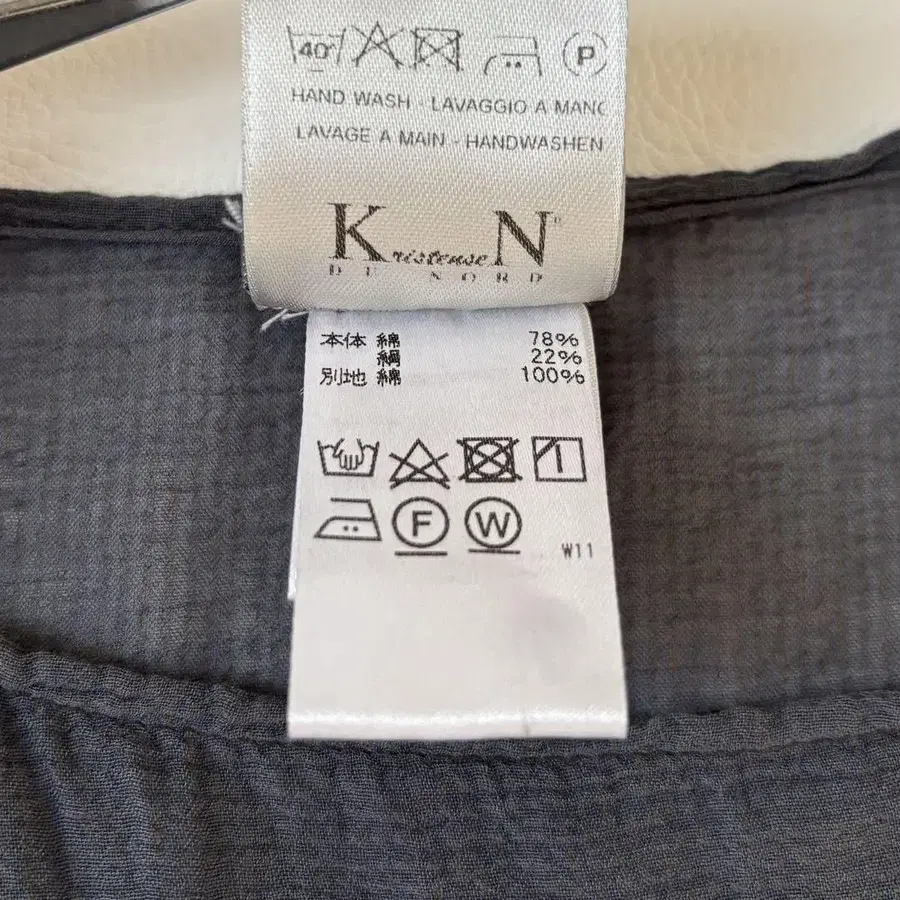 40°
P
HAND WASH - LAVAGGIO A MANO
LAVAGE A MAIN - HANDWASHEN
KristenseN
DU NORD
本体 綿 78%
絹 22%
別地 綿 100%
F W
W11